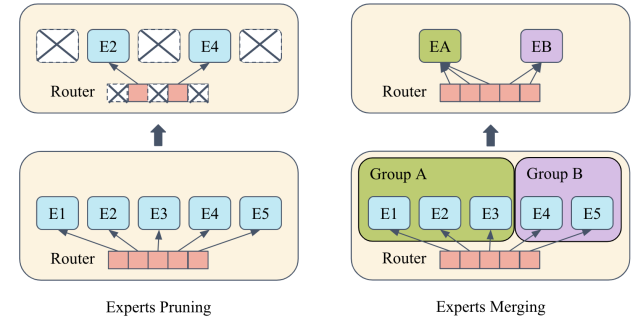 E2 E4
Router
E1 E2 E3 E4 E5
Router
Experts Pruning
EA EB
Router
Group A Group B
E1 E2 E3 E4 E5
Router
Experts Merging